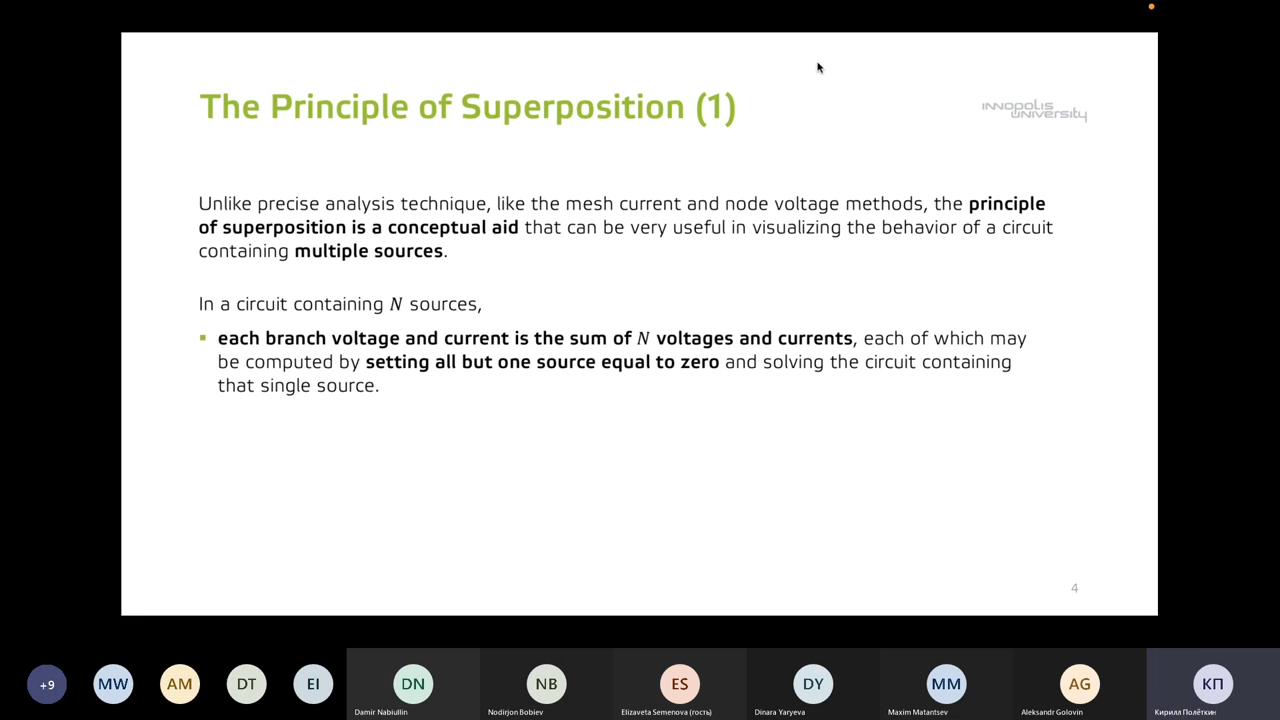 The Principle of Superposition (1)
INNOPOLIS
UNIVERSITY
Unlike precise analysis technique, like the mesh current and node voltage methods, the principle
of superposition is a conceptual aid that can be very useful in visualizing the behavior of a circuit
containing multiple sources.
In a circuit containing N sources,
▪ each branch voltage and current is the sum of N voltages and currents, each of which may
be computed by setting all but one source equal to zero and solving the circuit containing
that single source.
4
+9 MW AM DT EI DN NB ES DY MM AG КП
Damir Nabiullin Nodirjon Bobiev Elizaveta Semenova (гость) Dinara Yaryeva Maxim Matantsev Aleksandr Golovin Кирилл Полёткин